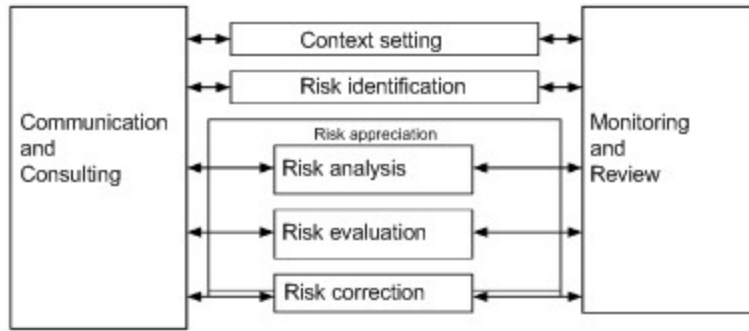 Context setting
Risk identification
Communication
and
Consulting
Risk appreciation
Risk analysis
Risk evaluation
Risk correction
Monitoring
and
Review